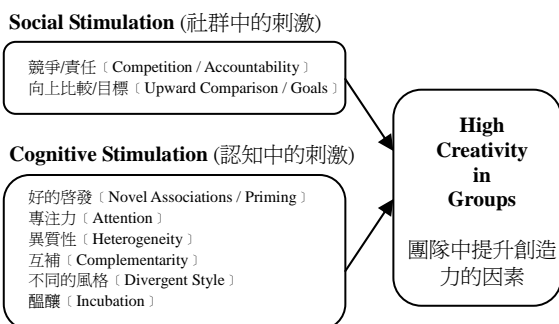 Social Stimulation (社群中的刺激)
競爭/責任﹝Competition / Accountability﹞
向上比較/目標﹝Upward Comparison / Goals﹞
Cognitive Stimulation (認知中的刺激)
好的啓發﹝Novel Associations / Priming﹞
專注力﹝Attention﹞
異質性﹝Heterogeneity﹞
互補﹝Complementarity﹞
不同的風格﹝Divergent Style﹞
醞釀﹝Incubation﹞
High
Creativity
in
Groups
團隊中提升創造
力的因素